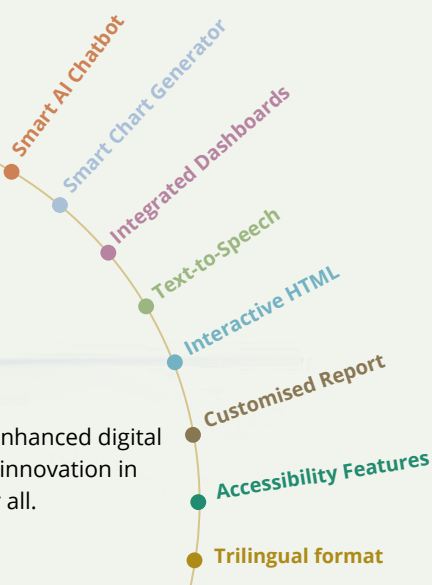 Smart AI Chatbot
Smart Chart Generator
Integrated Dashboards
Text-to-Speech
Interactive HTML
Customised Report
nhanced digital
innovation in
all.
Accessibility Features
Trilingual format